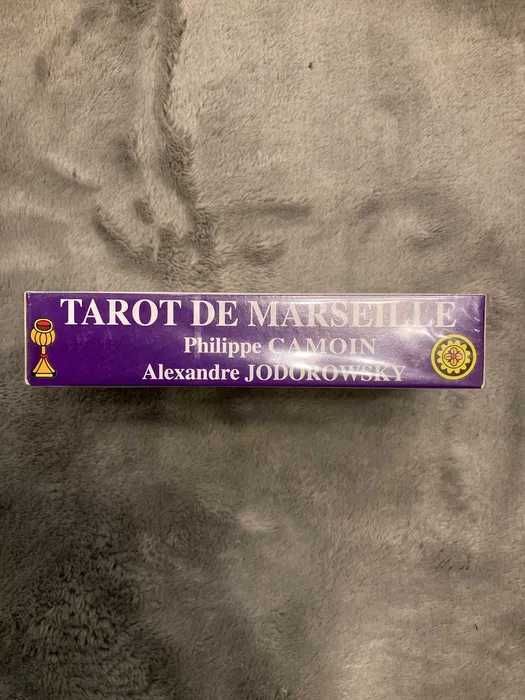 TAROT DE MARSEILLE
Philippe CAMOIN
Alexandre JODOROWSKY